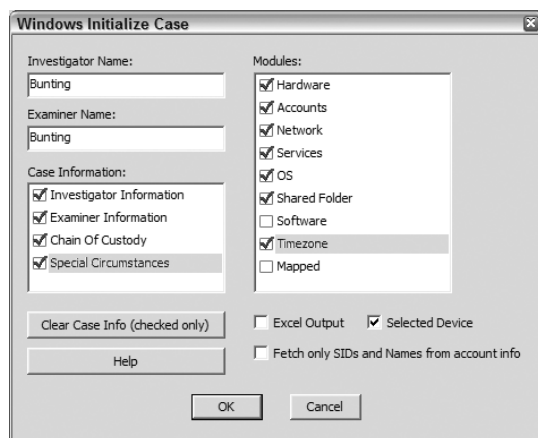 Windows Initialize Case
Investigator Name:
Bunting
Examiner Name:
Bunting
Case Information:
Investigator Information
Examiner Information
Chain Of Custody
Special Circumstances
Clear Case Info (checked only)
Help
Modules:
Hardware
Accounts
Network
Services
OS
Shared Folder
Software
Timezone
Mapped
Excel Output
Selected Device
Fetch only SIDs and Names from account info
OK
Cancel